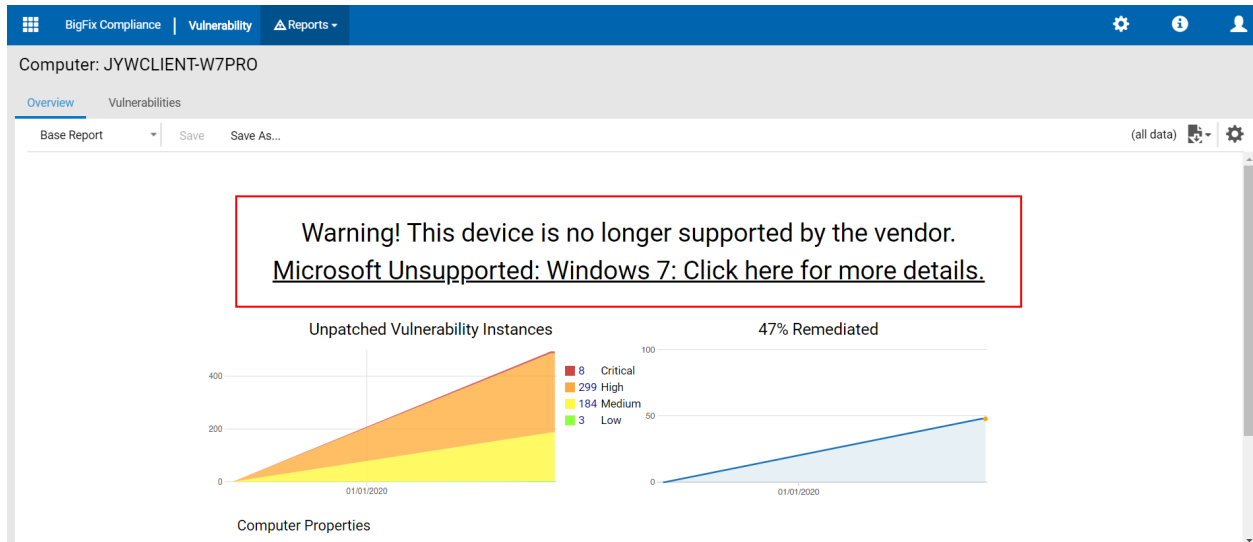 BigFix Compliance | Vulnerability Reports
Computer: JYWCLIENT-W7PRO
Overview Vulnerabilities
Base Report Save Save As... (all data)
Warning! This device is no longer supported by the vendor.
Microsoft Unsupported: Windows 7: Click here for more details.
Unpatched Vulnerability Instances
400
200
0
01/01/2020
8 Critical
299 High
184 Medium
3 Low
47% Remediated
100
50
0
01/01/2020
Computer Properties